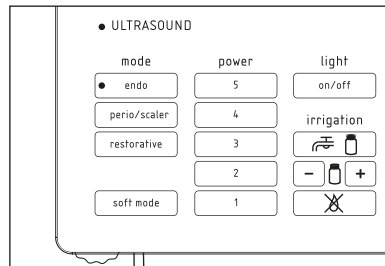 ULTRASOUND
mode power light
endo 5 on/off
perio/scaler 4
irrigation
restorative 3
2 - +
soft mode 1